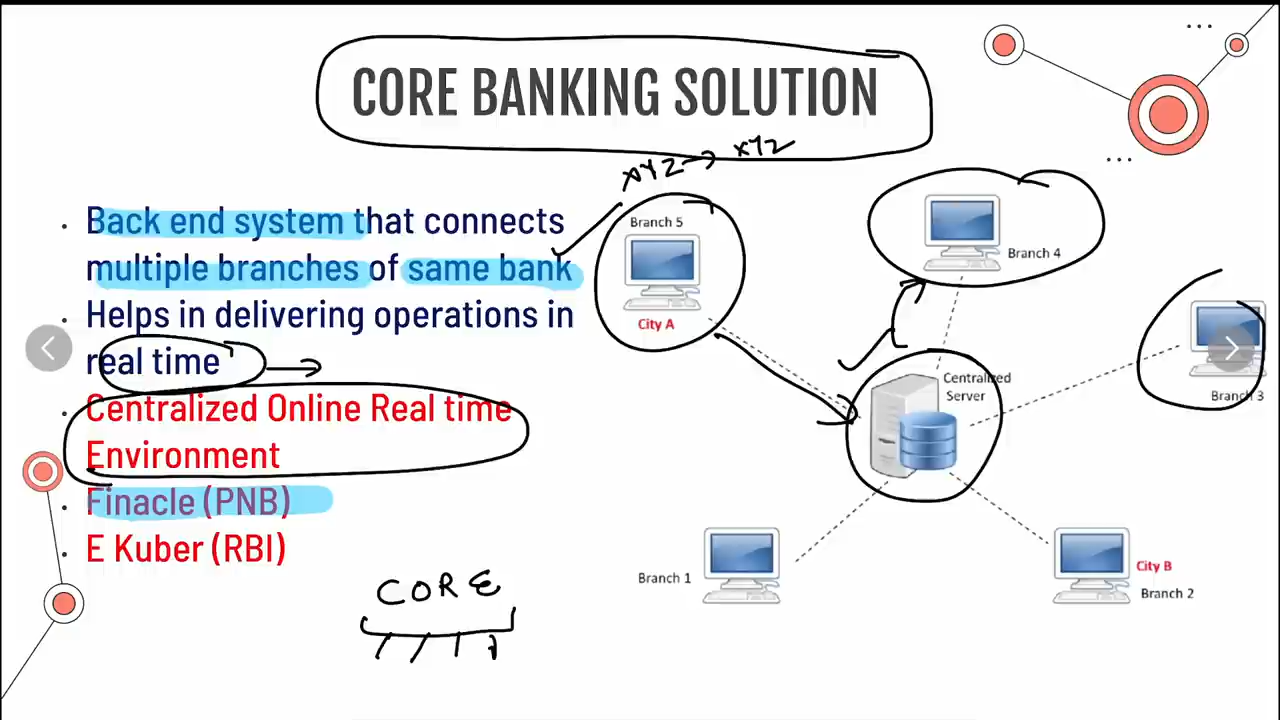 CORE BANKING SOLUTION
XYZ → XYZ
Back end system that connects
multiple branches of same bank
Helps in delivering operations in
real time
Centralized Online Real time
Environment
Finacle (PNB)
E Kuber (RBI)
CORE
Branch 5
City A
Branch 4
Branch 3
Centralized
Server
Branch 1
City B
Branch 2